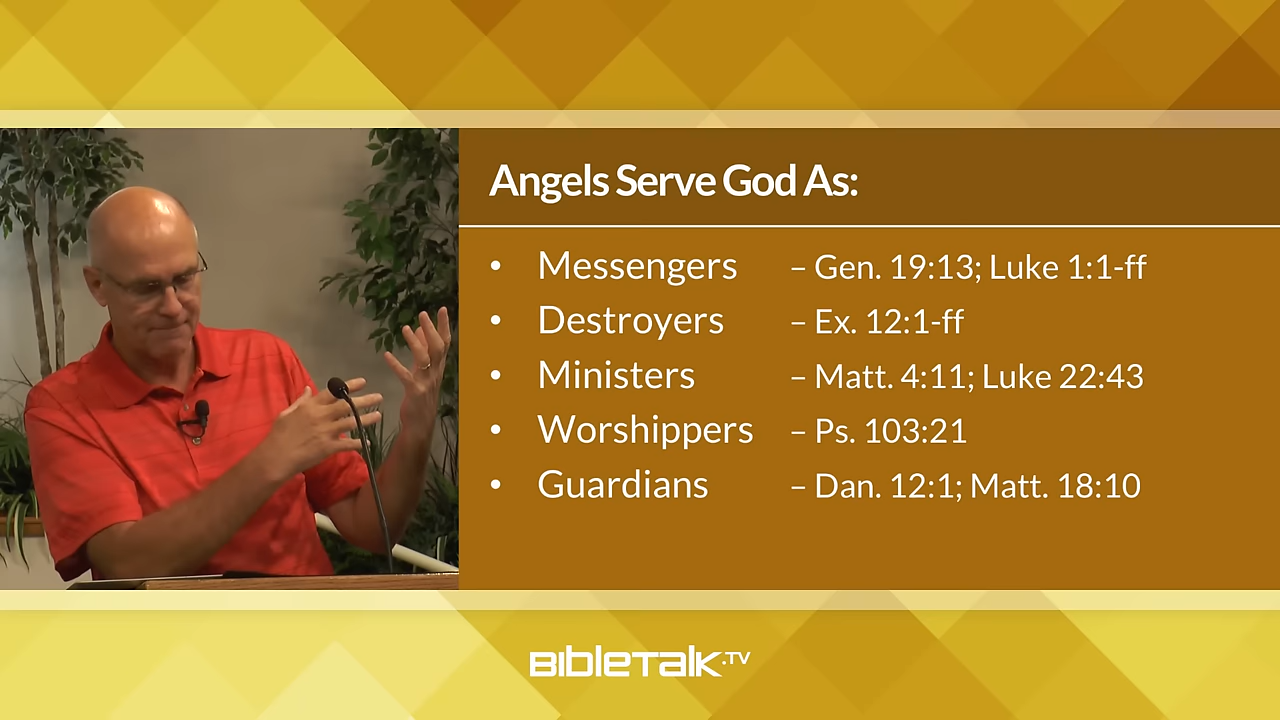 Angels Serve God As:
• Messengers – Gen. 19:13; Luke 1:1-ff
• Destroyers – Ex. 12:1-ff
• Ministers – Matt. 4:11; Luke 22:43
• Worshippers – Ps. 103:21
• Guardians – Dan. 12:1; Matt. 18:10
BIBLETALK.TV